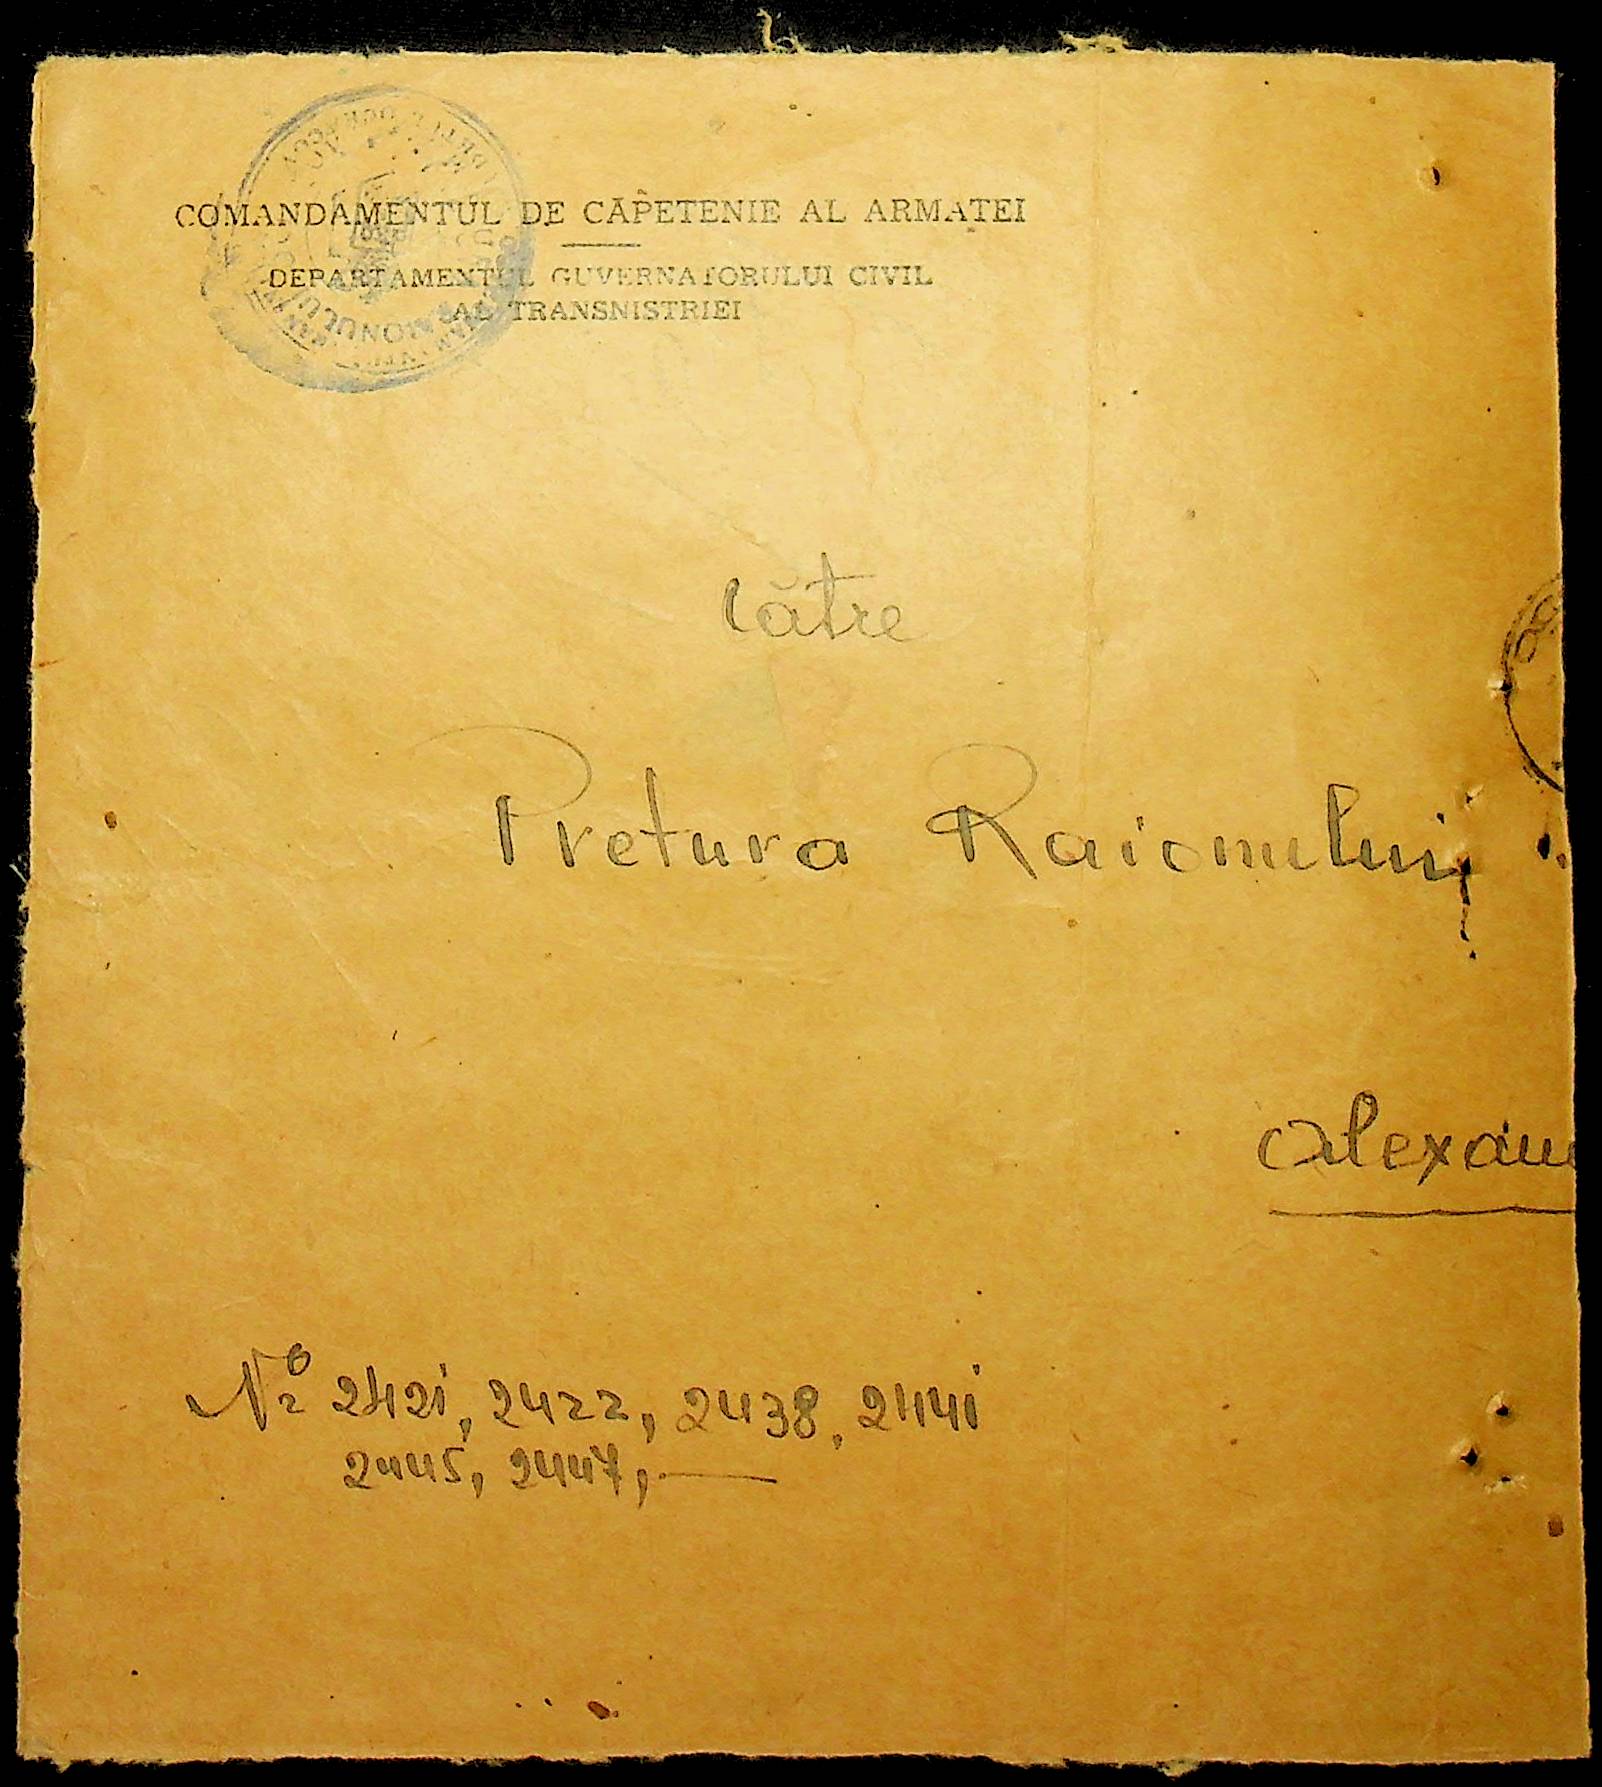 COMANDAMENTUL DE CĂPETENIE AL ARMATEI
DEPARTAMENTUL GUVERNATORULUI CIVIL
AL TRANSNISTRIEI
Către
Pretura Raionului
Alexan
No 2421, 2422, 2438, 2441
2445, 2447,—